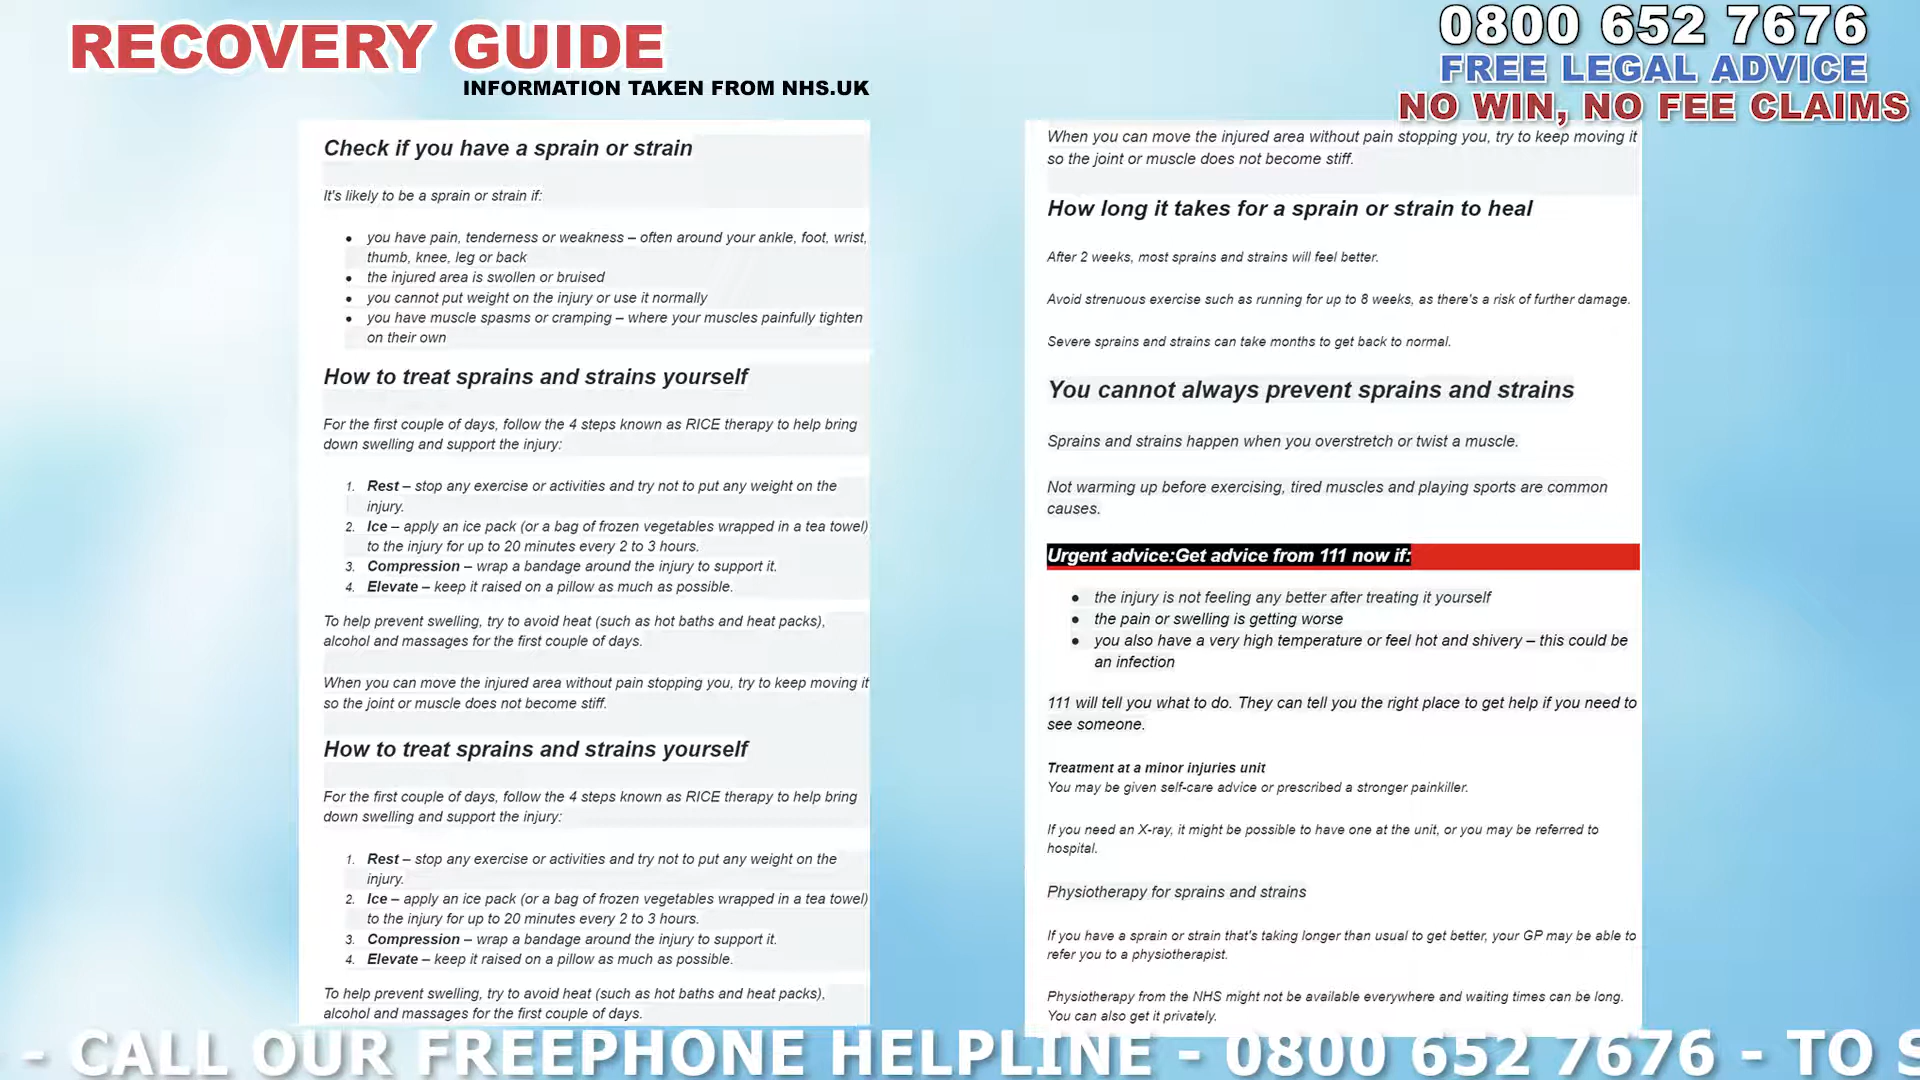 RECOVERY GUIDE
INFORMATION TAKEN FROM NHS.UK
0800 652 7676
FREE LEGAL ADVICE
NO WIN, NO FEE CLAIMS
Check if you have a sprain or strain
It's likely to be a sprain or strain if:
• you have pain, tenderness or weakness – often around your ankle, foot, wrist,
thumb, knee, leg or back
• the injured area is swollen or bruised
• you cannot put weight on the injury or use it normally
• you have muscle spasms or cramping – where your muscles painfully tighten
on their own
How to treat sprains and strains yourself
For the first couple of days, follow the 4 steps known as RICE therapy to help bring
down swelling and support the injury:
1. Rest – stop any exercise or activities and try not to put any weight on the
injury.
2. Ice – apply an ice pack (or a bag of frozen vegetables wrapped in a tea towel)
to the injury for up to 20 minutes every 2 to 3 hours.
3. Compression – wrap a bandage around the injury to support it.
4. Elevate – keep it raised on a pillow as much as possible.
To help prevent swelling, try to avoid heat (such as hot baths and heat packs),
alcohol and massages for the first couple of days.
When you can move the injured area without pain stopping you, try to keep moving it
so the joint or muscle does not become stiff.
How to treat sprains and strains yourself
For the first couple of days, follow the 4 steps known as RICE therapy to help bring
down swelling and support the injury:
1. Rest – stop any exercise or activities and try not to put any weight on the
injury.
2. Ice – apply an ice pack (or a bag of frozen vegetables wrapped in a tea towel)
to the injury for up to 20 minutes every 2 to 3 hours.
3. Compression – wrap a bandage around the injury to support it.
4. Elevate – keep it raised on a pillow as much as possible.
To help prevent swelling, try to avoid heat (such as hot baths and heat packs),
alcohol and massages for the first couple of days.
When you can move the injured area without pain stopping you, try to keep moving it
so the joint or muscle does not become stiff.
How long it takes for a sprain or strain to heal
After 2 weeks, most sprains and strains will feel better.
Avoid strenuous exercise such as running for up to 8 weeks, as there's a risk of further damage.
Severe sprains and strains can take months to get back to normal.
You cannot always prevent sprains and strains
Sprains and strains happen when you overstretch or twist a muscle.
Not warming up before exercising, tired muscles and playing sports are common
causes.
Urgent advice:Get advice from 111 now if:
• the injury is not feeling any better after treating it yourself
• the pain or swelling is getting worse
• you also have a very high temperature or feel hot and shivery – this could be
an infection
111 will tell you what to do. They can tell you the right place to get help if you need to
see someone.
Treatment at a minor injuries unit
You may be given self-care advice or prescribed a stronger painkiller.
If you need an X-ray, it might be possible to have one at the unit, or you may be referred to
hospital.
Physiotherapy for sprains and strains
If you have a sprain or strain that's taking longer than usual to get better, your GP may be able to
refer you to a physiotherapist.
Physiotherapy from the NHS might not be available everywhere and waiting times can be long.
You can also get it privately.
- CALL OUR FREEPHONE HELPLINE - 0800 652 7676 - TO S